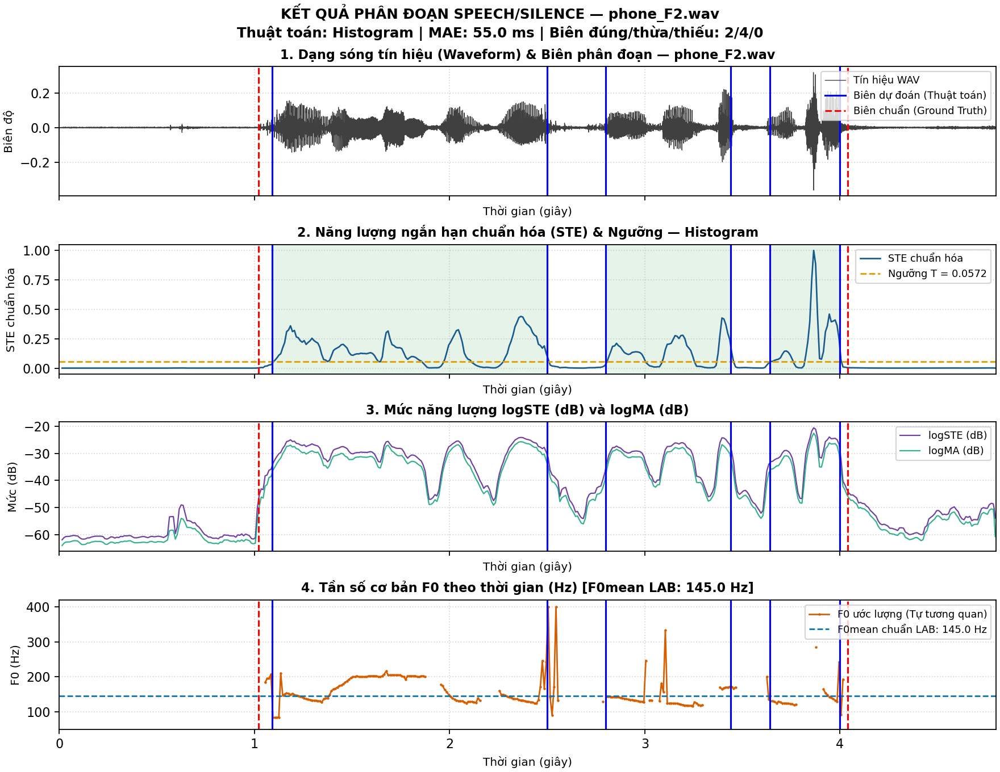 KẾT QUẢ PHÂN ĐOẠN SPEECH/SILENCE — phone_F2.wav
Thuật toán: Histogram | MAE: 55.0 ms | Biên đúng/thừa/thiếu: 2/4/0
1. Dạng sóng tín hiệu (Waveform) & Biên phân đoạn — phone_F2.wav
Biên độ
0.2
0.0
−0.2
Tín hiệu WAV
Biên dự đoán (Thuật toán)
Biên chuẩn (Ground Truth)
Thời gian (giây)
2. Năng lượng ngắn hạn chuẩn hóa (STE) & Ngưỡng — Histogram
STE chuẩn hóa
1.00
0.75
0.50
0.25
0.00
STE chuẩn hóa
Ngưỡng T = 0.0572
Thời gian (giây)
3. Mức năng lượng logSTE (dB) và logMA (dB)
Mức (dB)
−20
−30
−40
−50
−60
logSTE (dB)
logMA (dB)
Thời gian (giây)
4. Tần số cơ bản F0 theo thời gian (Hz) [F0mean LAB: 145.0 Hz]
F0 (Hz)
400
300
200
100
F0 ước lượng (Tự tương quan)
F0mean chuẩn LAB: 145.0 Hz
0 1 2 3 4
Thời gian (giây)